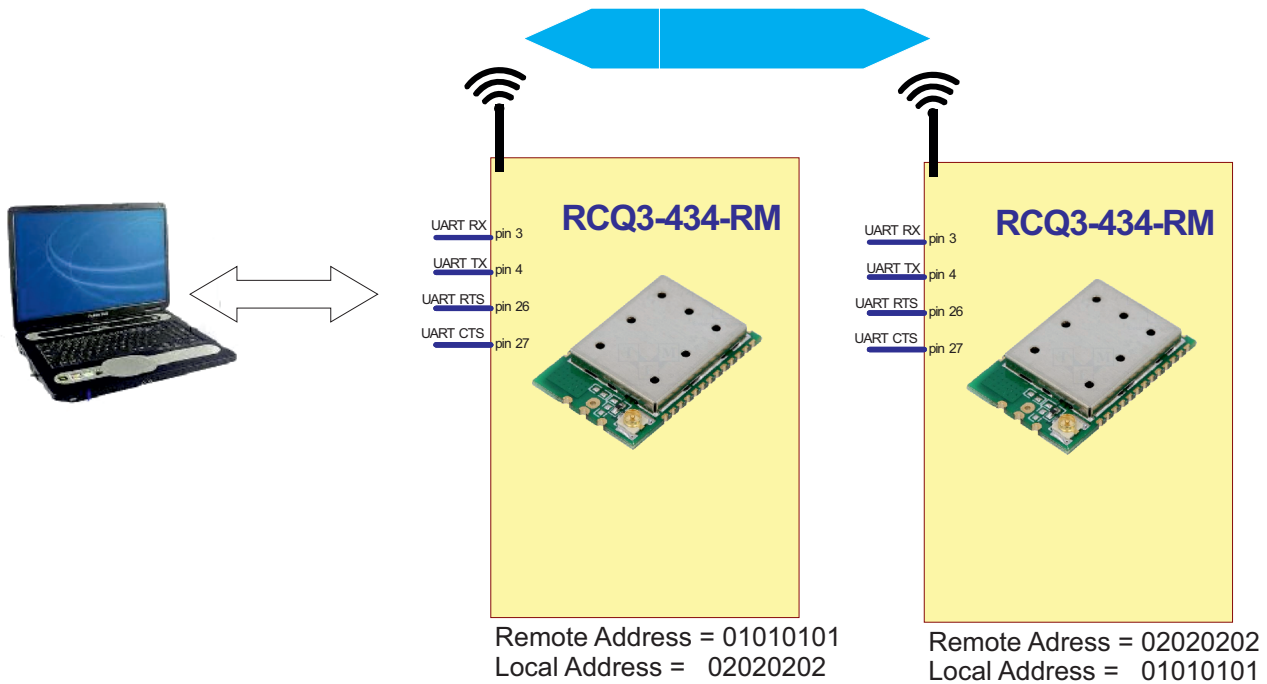 RCQ3-434-RM
UART RX pin 3
UART TX pin 4
UART RTS pin 26
UART CTS pin 27
Remote Address = 01010101
Local Address = 02020202
RCQ3-434-RM
UART RX pin 3
UART TX pin 4
UART RTS pin 26
UART CTS pin 27
Remote Adress = 02020202
Local Address = 01010101